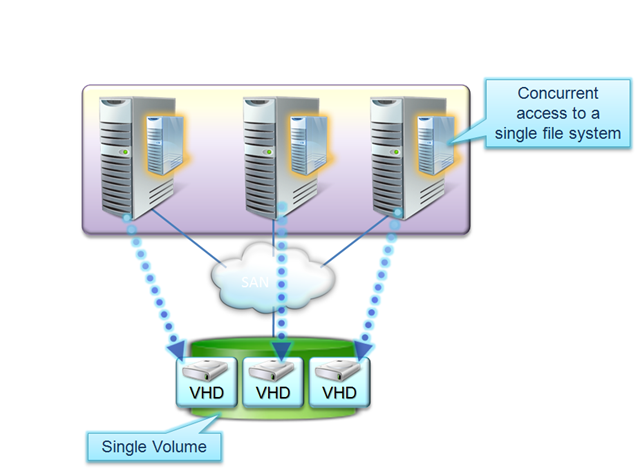 Concurrent
access to a
single file system
SAN
VHD
VHD
VHD
Single Volume